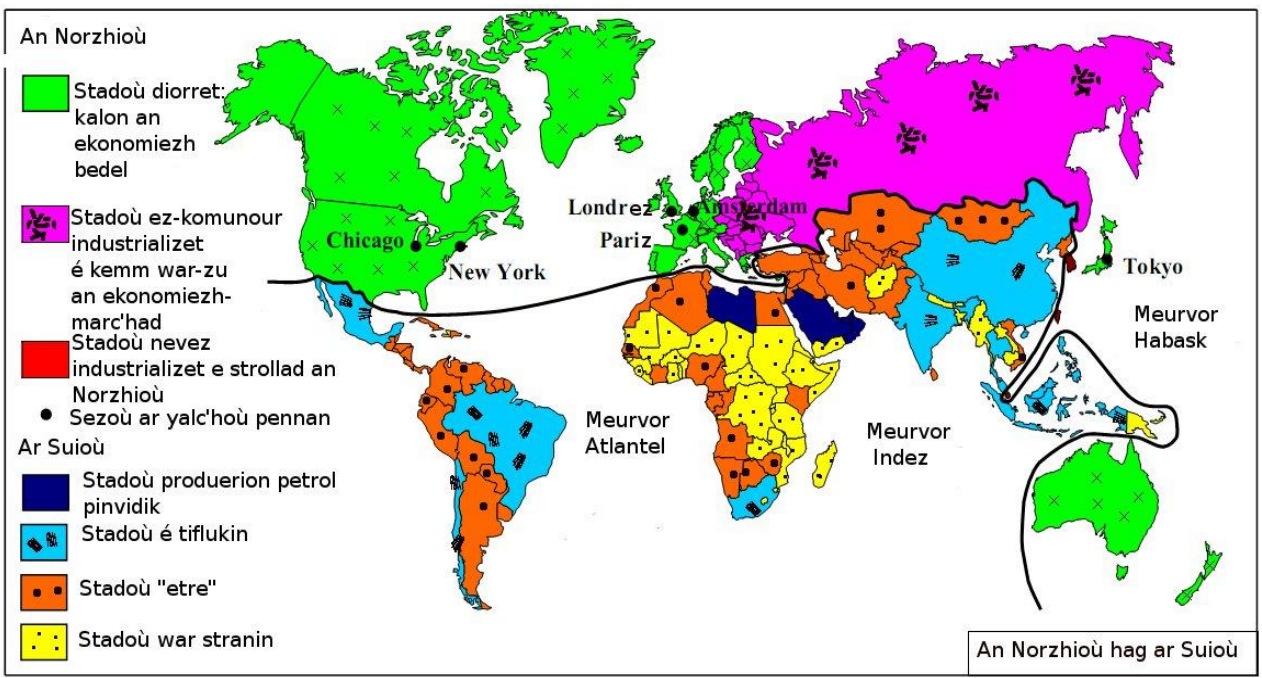 An Norzhioù
Stadoù diorret:
kalon an
ekonomiezh
bedel
Stadoù ez-komunour
industrializet
é kemm war-zu
an ekonomiezh-
marc'had
Stadoù nevez
industrializet e strollad an
Norzhioù
Sezoù ar yalc'hoù pennan
Ar Suioù
Stadoù produerion petrol
pinvidik
Stadoù é tiflukin
Stadoù "etre"
Stadoù war stranin
Chicago
New York
Londrez
Amsterdam
Pariz
Tokyo
Meurvor
Habask
Meurvor
Atlantel
Meurvor
Indez
An Norzhioù hag ar Suioù